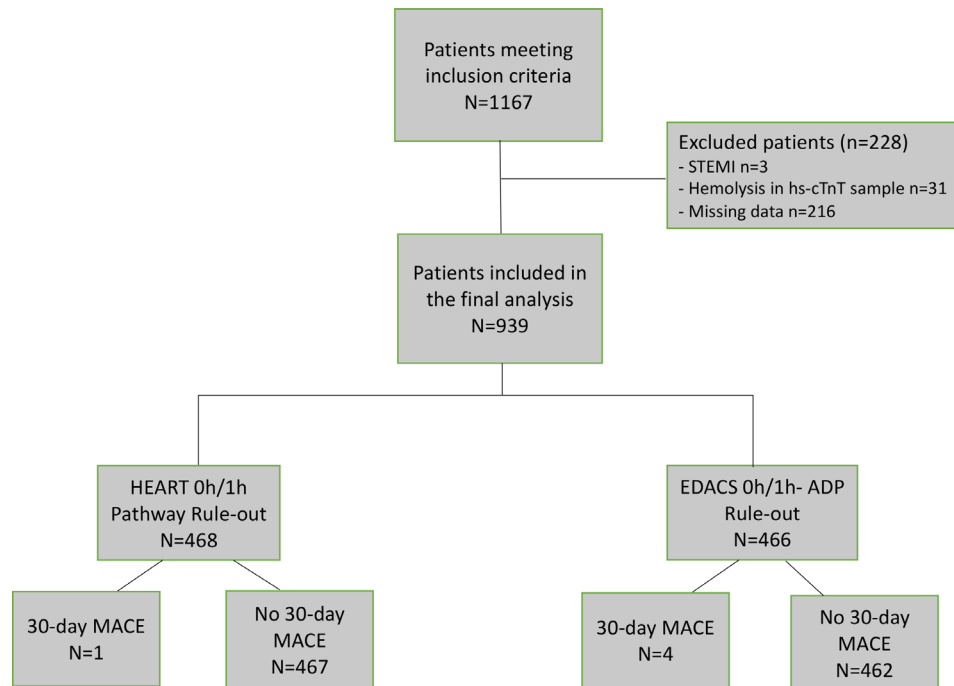 Patients meeting
inclusion criteria
N=1167
Excluded patients (n=228)
- STEMI n=3
- Hemolysis in hs-cTnT sample n=31
- Missing data n=216
Patients included in
the final analysis
N=939
HEART 0h/1h
Pathway Rule-out
N=468
EDACS 0h/1h- ADP
Rule-out
N=466
30-day MACE
N=1
No 30-day
MACE
N=467
30-day MACE
N=4
No 30-day
MACE
N=462